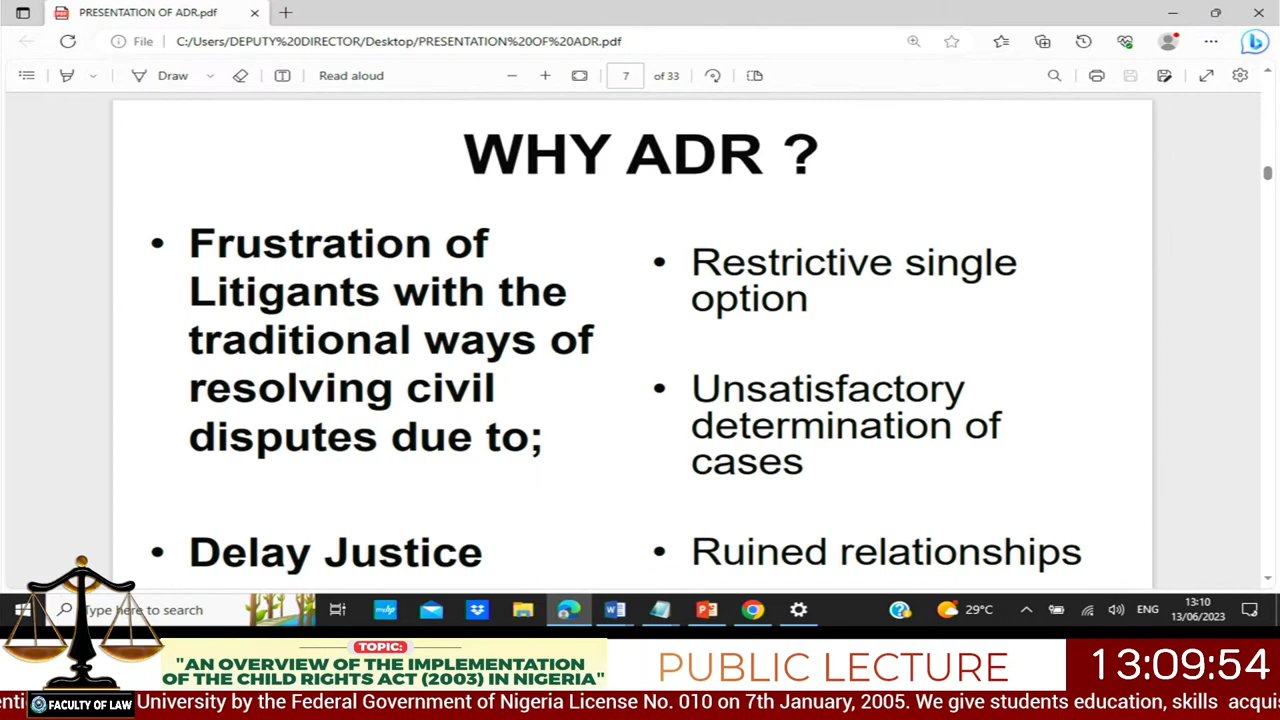 PRESENTATION OF ADR.pdf
File C:/Users/DEPUTY%20DIRECTOR/Desktop/PRESENTATION%20OF%20ADR.pdf
Draw
Read aloud
7 of 33
WHY ADR ?
• Frustration of
Litigants with the
traditional ways of
resolving civil
disputes due to;
• Delay Justice
• Restrictive single
option
• Unsatisfactory
determination of
cases
• Ruined relationships
Type here to search
29°C
ENG
13:10
13/06/2023
TOPIC:
"AN OVERVIEW OF THE IMPLEMENTATION
OF THE CHILD RIGHTS ACT (2003) IN NIGERIA"
PUBLIC LECTURE
13:09:54
FACULTY OF LAW
University by the Federal Government of Nigeria License No. 010 on 7th January, 2005. We give students education, skills acqui